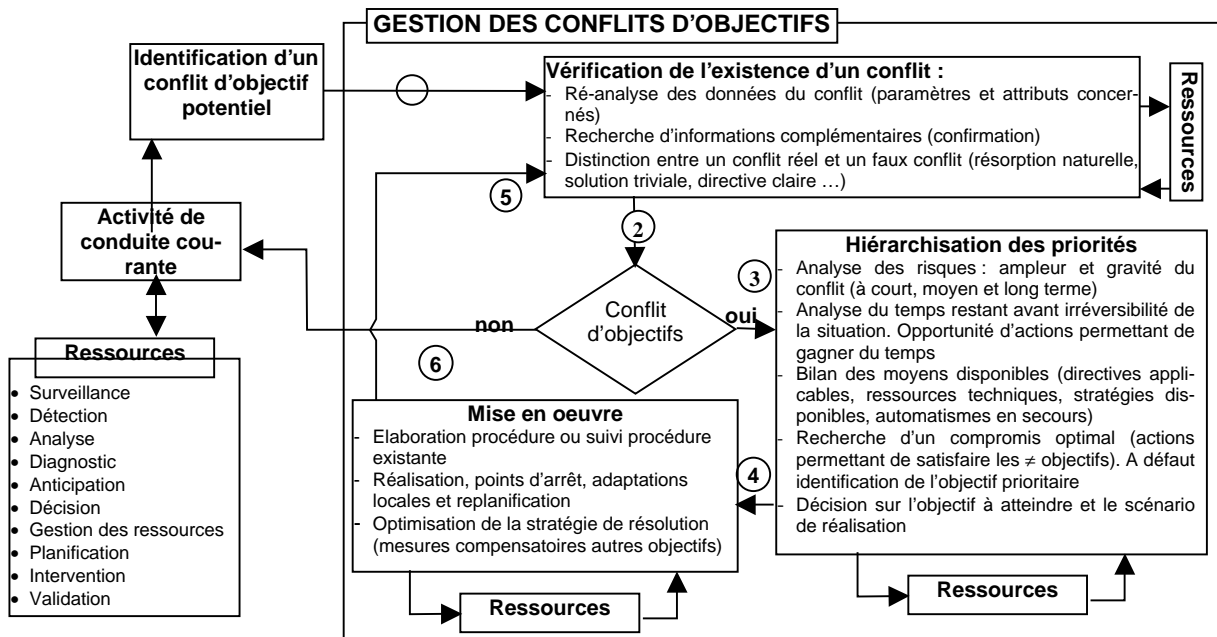 GESTION DES CONFLITS D’OBJECTIFS
Identification d’un
conflit d’objectif
potentiel
Vérification de l’existence d’un conflit :
- Ré-analyse des données du conflit (paramètres et attributs concer-
nés)
- Recherche d’informations complémentaires (confirmation)
- Distinction entre un conflit réel et un faux conflit (résorption naturelle,
solution triviale, directive claire …)
Ressources
5
2
Activité de
conduite cou-
rante
Conflit
d’objectifs
non
oui
6
3
Hiérarchisation des priorités
- Analyse des risques : ampleur et gravité du
conflit (à court, moyen et long terme)
- Analyse du temps restant avant irréversibilité de
la situation. Opportunité d’actions permettant de
gagner du temps
- Bilan des moyens disponibles (directives appli-
cables, ressources techniques, stratégies dis-
ponibles, automatismes en secours)
- Recherche d’un compromis optimal (actions
permettant de satisfaire les ≠ objectifs). A défaut
identification de l’objectif prioritaire
- Décision sur l’objectif à atteindre et le scénario
de réalisation
Ressources
4
Mise en oeuvre
- Elaboration procédure ou suivi procédure
existante
- Réalisation, points d’arrêt, adaptations
locales et replanification
- Optimisation de la stratégie de résolution
(mesures compensatoires autres objectifs)
Ressources
Ressources
• Surveillance
• Détection
• Analyse
• Diagnostic
• Anticipation
• Décision
• Gestion des ressources
• Planification
• Intervention
• Validation